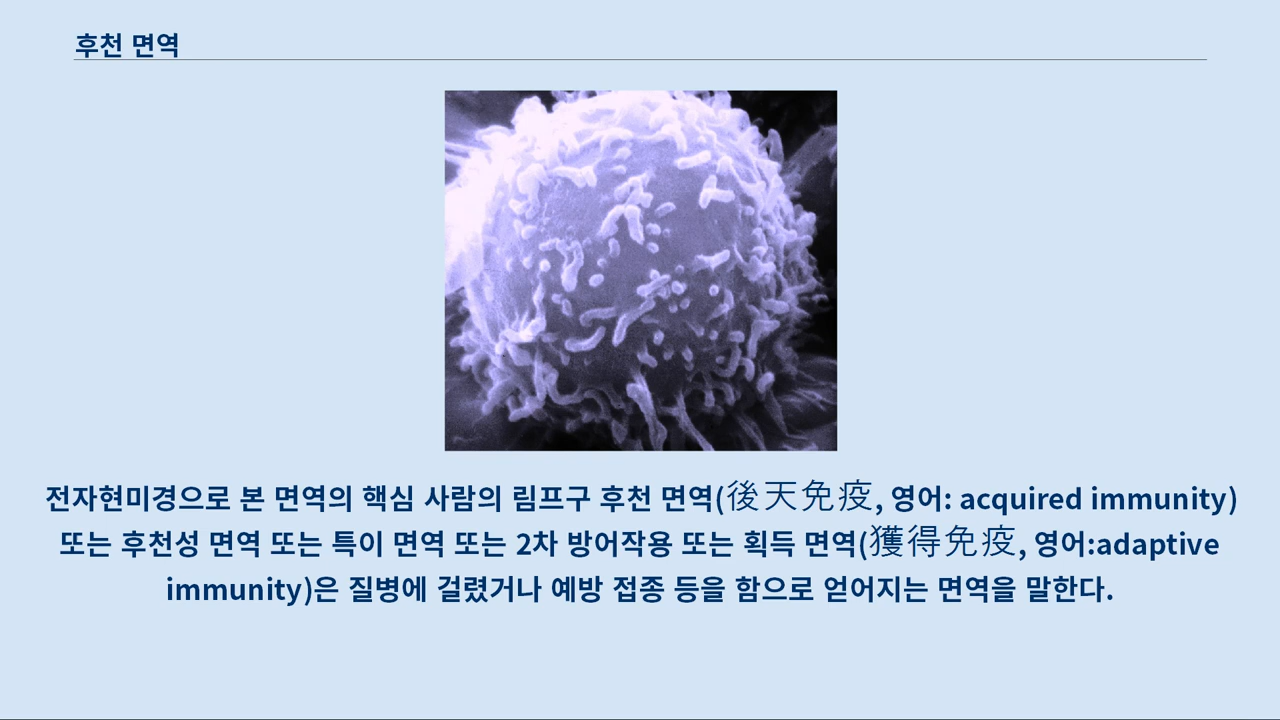 후천 면역
전자현미경으로 본 면역의 핵심 사람의 림프구 후천 면역(後天免疫, 영어: acquired immunity)
또는 후천성 면역 또는 특이 면역 또는 2차 방어작용 또는 획득 면역(獲得免疫, 영어:adaptive
immunity)은 질병에 걸렸거나 예방 접종 등을 함으로 얻어지는 면역을 말한다.